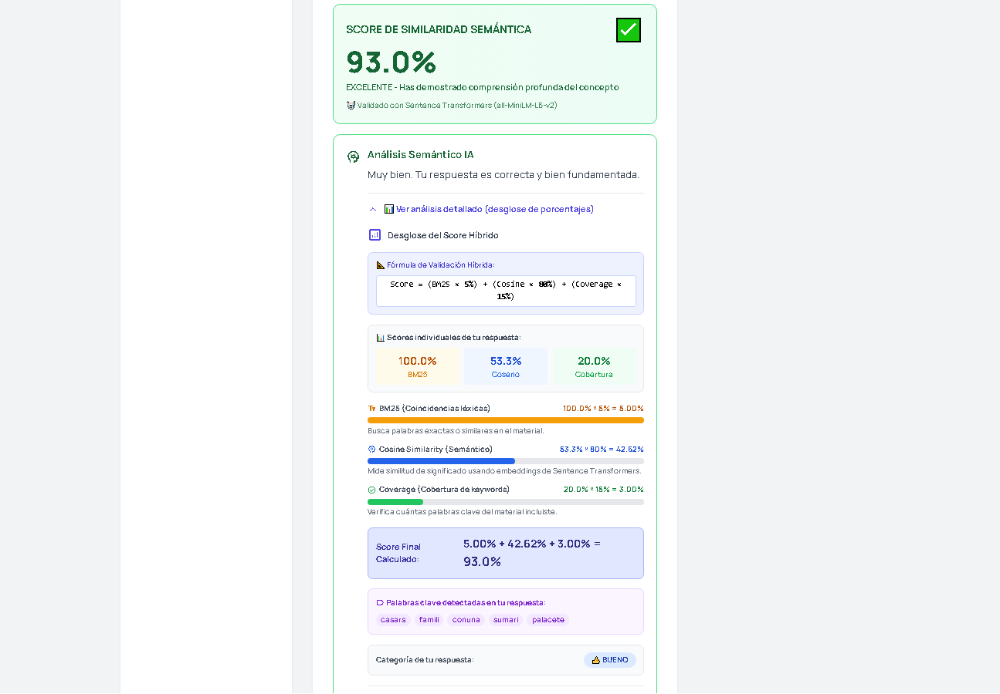 SCORE DE SIMILARIDAD SEMÁNTICA
93.0%
EXCELENTE - Has demostrado comprensión profunda del concepto
Validado con Sentence Transformers (all-MiniLM-L6-v2)
Análisis Semántico IA
Muy bien. Tu respuesta es correcta y bien fundamentada.
Ver análisis detallado (desglose de porcentajes)
Desglose del Score Híbrido
Fórmula de Validación Híbrida:
Score = (BM25 × 5%) + (Cosine × 80%) + (Coverage ×
15%)
Scores individuales de tu respuesta:
100.0% 53.3% 20.0%
BM25 Coseno Cobertura
BM25 (Coincidencias léxicas) 100.0% × 5% = 5.00%
Busca palabras exactas o similares en el material.
Cosine Similarity (Semántico) 53.3% × 80% = 42.62%
Mide similitud de significado usando embeddings de Sentence Transformers.
Coverage (Cobertura de keywords) 20.0% × 15% = 3.00%
Verifica cuántas palabras clave del material incluiste.
Score Final
Calculado:
5.00% + 42.62% + 3.00% =
93.0%
Palabras clave detectadas en tu respuesta:
casars famili conuna sumari palacete
Categoría de tu respuesta: BUENO